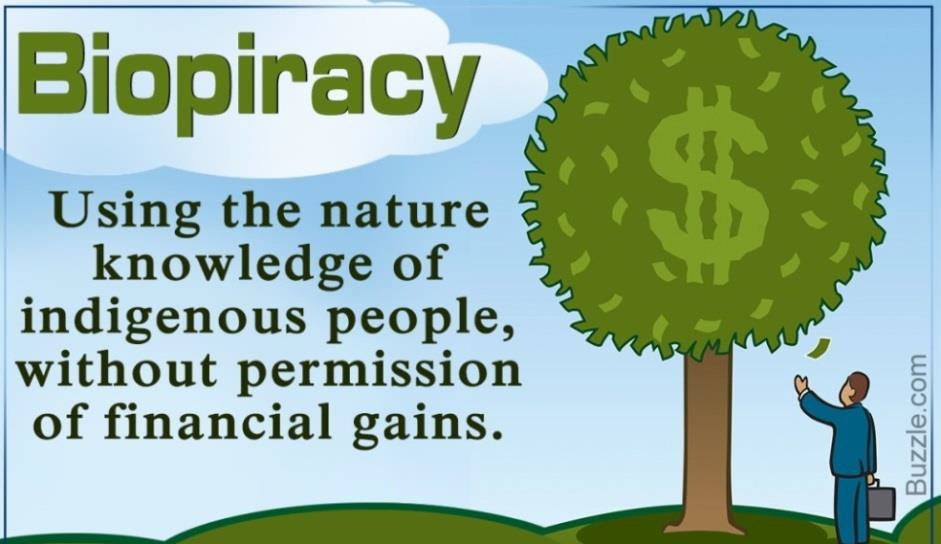 Biopiracy
Using the nature
knowledge of
indigenous people,
without permission
of financial gains.
$
Buzzle.com